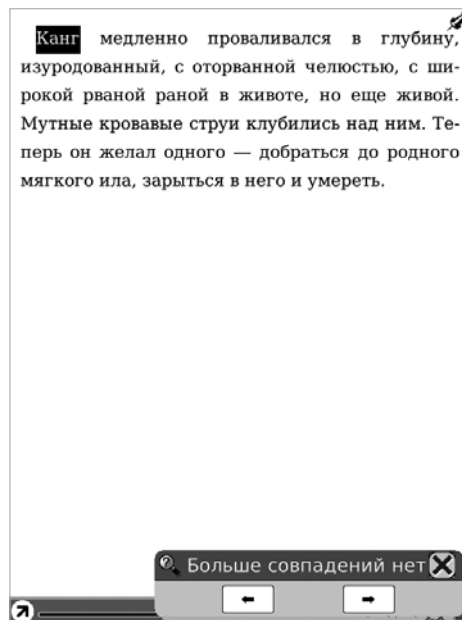 Канг медленно проваливался в глубину,
изуродованный, с оторванной челюстью, с ши-
рокой рваной раной в животе, но еще живой.
Мутные кровавые струи клубились над ним. Те-
перь он желал одного — добраться до родного
мягкого ила, зарыться в него и умереть.
Больше совпадений нет